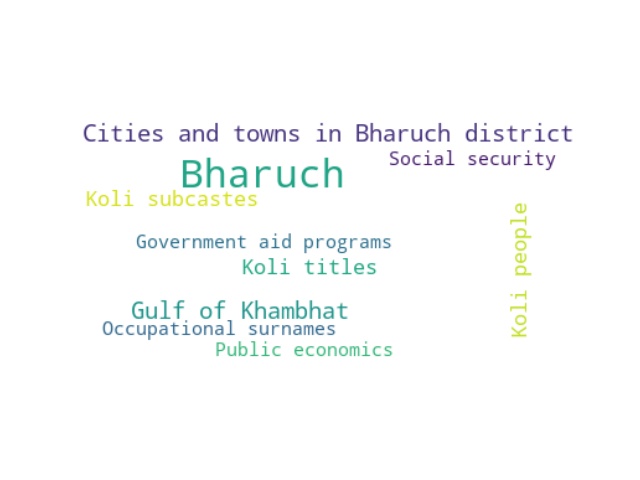 Cities and towns in Bharuch district
Social security
Bharuch
Koli subcastes
Koli people
Government aid programs
Koli titles
Gulf of Khambhat
Occupational surnames
Public economics